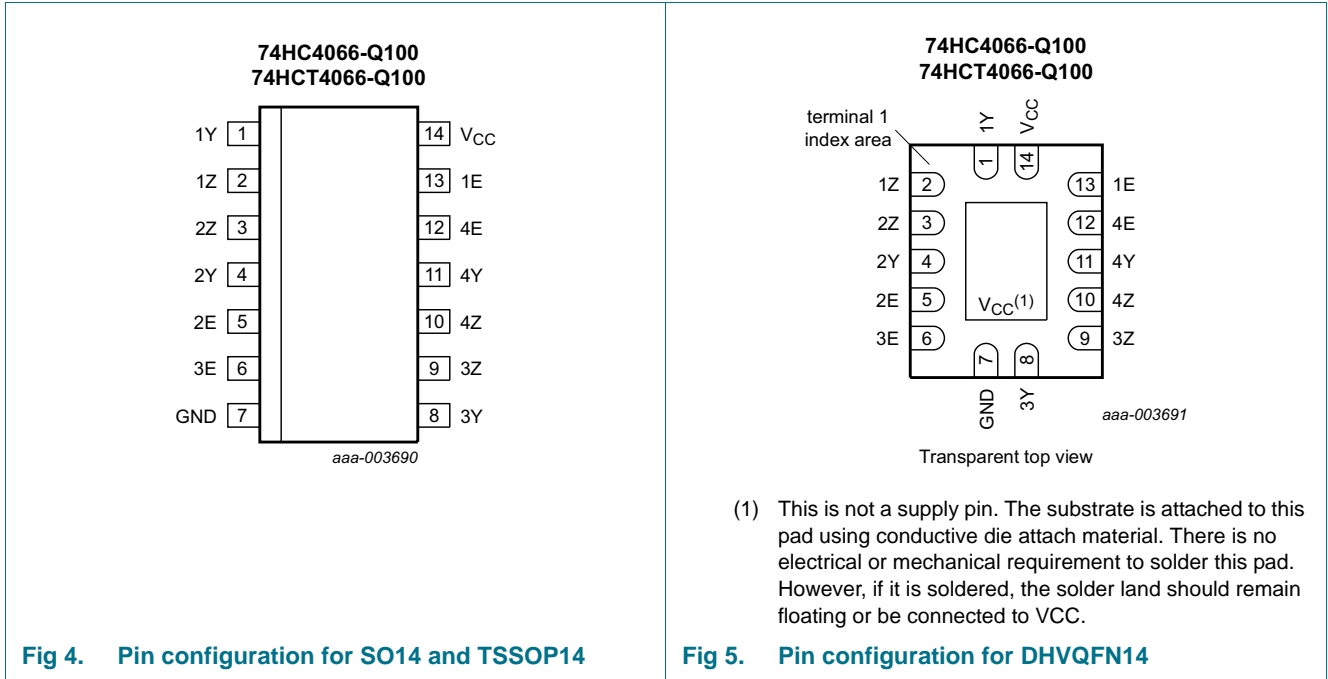 74HC4066-Q100
74HCT4066-Q100
1Y 1 14 VCC
1Z 2 13 1E
2Z 3 12 4E
2Y 4 11 4Y
2E 5 10 4Z
3E 6 9 3Z
GND 7 8 3Y
aaa-003690
Fig 4. Pin configuration for SO14 and TSSOP14
74HC4066-Q100
74HCT4066-Q100
terminal 1
index area
1Y VCC
1 14
1Z 2 13 1E
2Z 3 12 4E
2Y 4 11 4Y
2E 5 VCC(1) 10 4Z
3E 6 9 3Z
7 8
GND 3Y
aaa-003691
Transparent top view
(1) This is not a supply pin. The substrate is attached to this
pad using conductive die attach material. There is no
electrical or mechanical requirement to solder this pad.
However, if it is soldered, the solder land should remain
floating or be connected to VCC.
Fig 5. Pin configuration for DHVQFN14